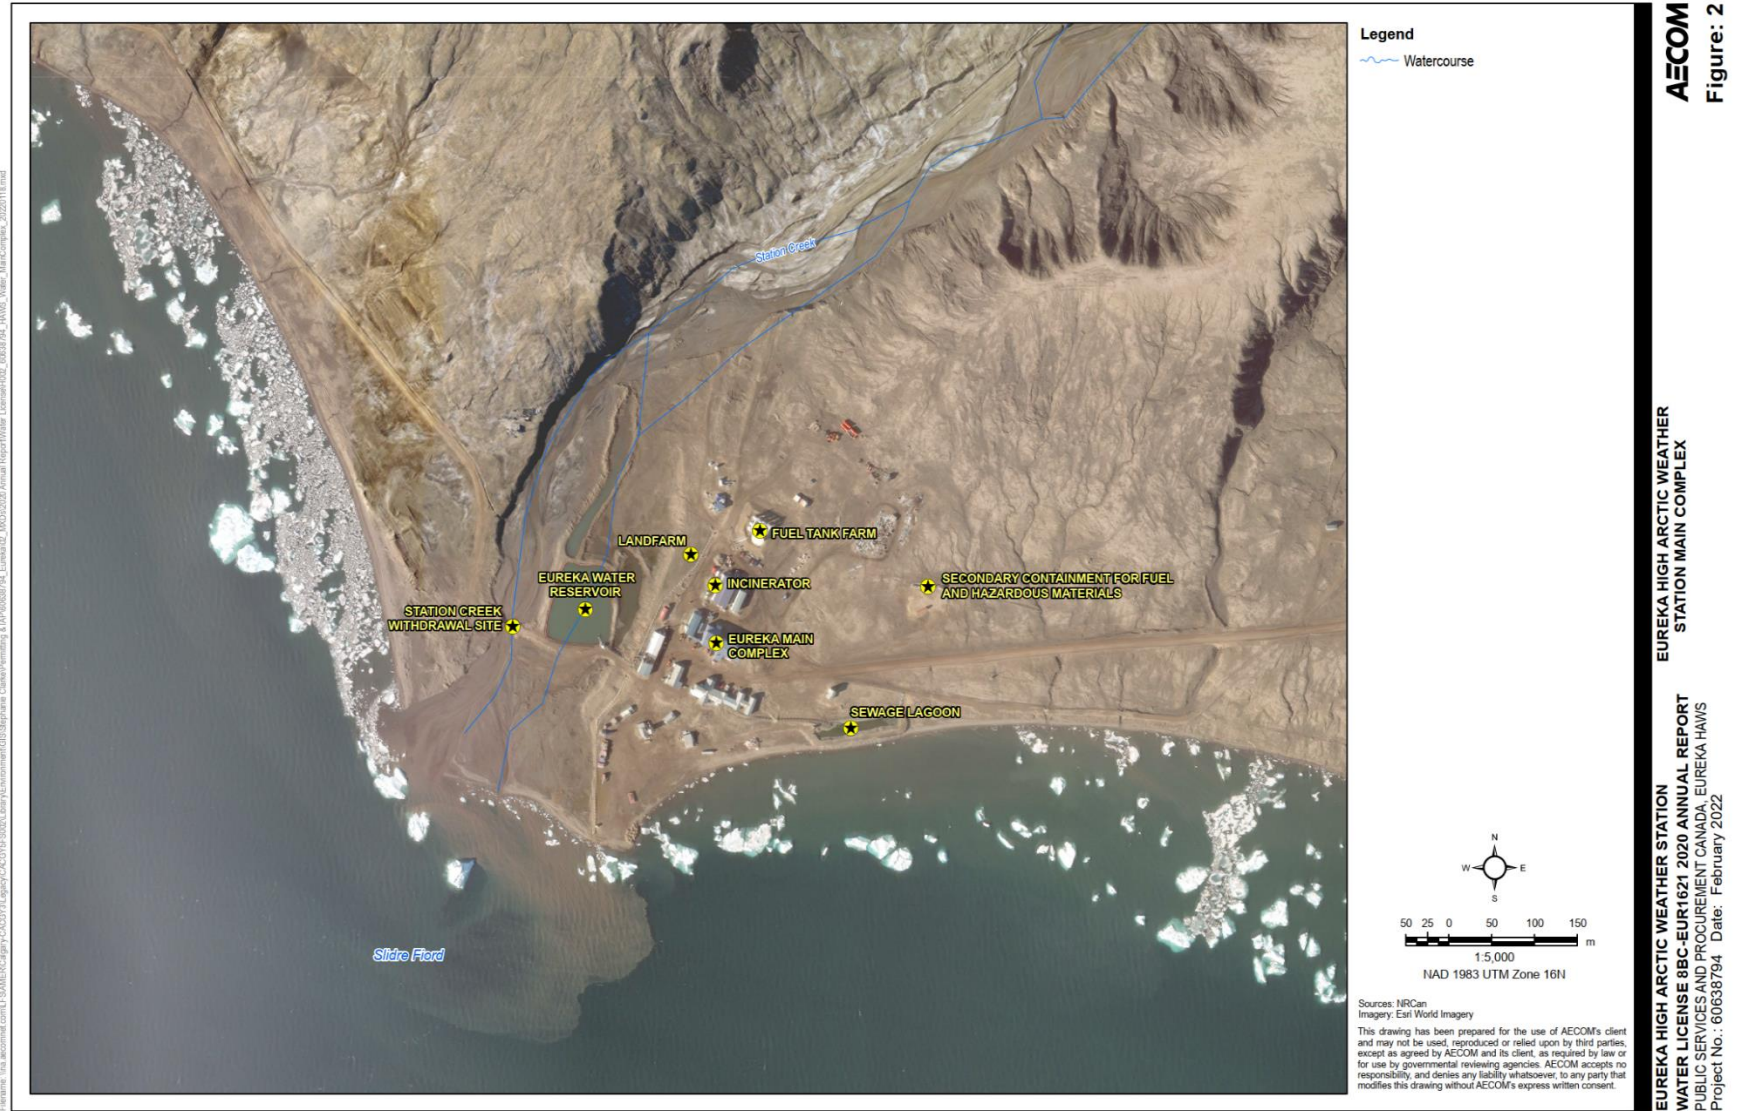 Legend
Watercourse
Station Creek
FUEL TANK FARM
LANDFARM
INCINERATOR
EUREKA WATER
RESERVOIR
SECONDARY CONTAINMENT FOR FUEL
AND HAZARDOUS MATERIALS
STATION CREEK
WITHDRAWAL SITE
EUREKA MAIN
COMPLEX
SEWAGE LAGOON
Slidre Fiord
N
W E
S
50 25 0 50 100 150
m
1:5,000
NAD 1983 UTM Zone 16N
Sources: NRCan
Imagery: Esri World Imagery
This drawing has been prepared for the use of AECOM's client
and may not be used, reproduced or relied upon by third parties,
except as agreed by AECOM and its client, as required by law or
for use by governmental reviewing agencies. AECOM accepts no
responsibility, and denies any liability whatsoever, to any party that
modifies this drawing without AECOM's express written consent.
EUREKA HIGH ARCTIC WEATHER STATION
WATER LICENSE 8BC-EUR1621 2020 ANNUAL REPORT
PUBLIC SERVICES AND PROCUREMENT CANADA, EUREKA HAWS
Project No.: 60638794 Date: February 2022
EUREKA HIGH ARCTIC WEATHER
STATION MAIN COMPLEX
AECOM
Figure: 2